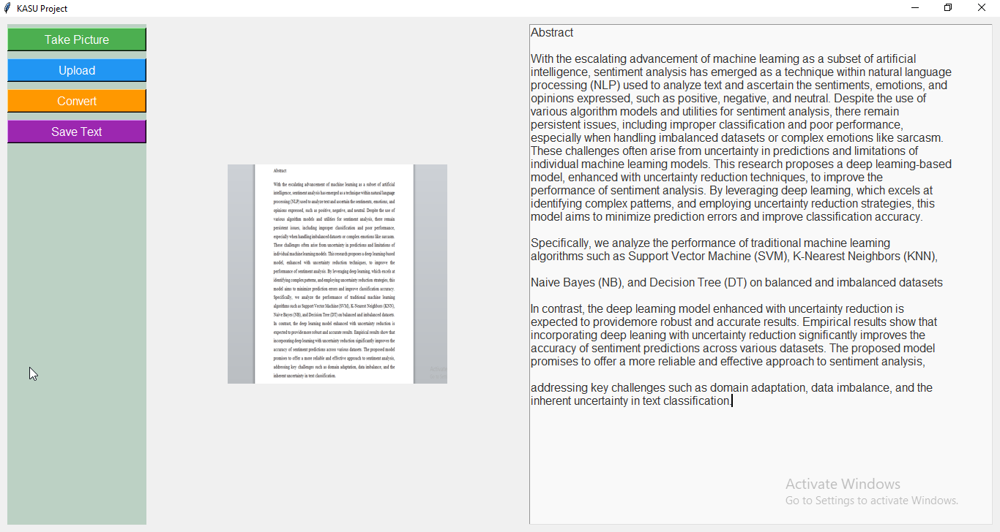 KASU Project
Take Picture
Upload
Convert
Save Text
Abstract
With the escalating advancement of machine learning as a subset of artificial
intelligence, sentiment analysis has emerged as a technique within natural language
processing (NLP) used to analyze text and ascertain the sentiments, emotions, and
opinions expressed, such as positive, negative, and neutral. Despite the use of
various algorithm models and utilities for sentiment analysis, there remain
persistent issues, including improper classification and poor performance,
especially when handling imbalanced datasets or complex emotions like sarcasm.
These challenges often arise from uncertainty in predictions and limitations of
individual machine learning models. This research proposes a deep learning-based
model, enhanced with uncertainty reduction techniques, to improve the
performance of sentiment analysis. By leveraging deep learning, which excels at
identifying complex patterns, and employing uncertainty reduction strategies, this
model aims to minimize prediction errors and improve classification accuracy.
Specifically, we analyze the performance of traditional machine learning
algorithms such as Support Vector Machine (SVM), K-Nearest Neighbors (KNN),
Naive Bayes (NB), and Decision Tree (DT) on balanced and imbalanced datasets.
In contrast, the deep learning model enhanced with uncertainty reduction is
expected to providemore robust and accurate results. Empirical results show that
incorporating deep learning with uncertainty reduction significantly improves the
accuracy of sentiment predictions across various datasets. The proposed model
promises to offer a more reliable and effective approach to sentiment analysis,
addressing key challenges such as domain adaptation, data imbalance, and the
inherent uncertainty in text classification.
Abstract
With the escalating advancement of machine learning as a subset of artificial
intelligence, sentiment analysis has emerged as a technique within natural language
processing (NLP) used to analyze text and ascertain the sentiments, emotions, and
opinions expressed, such as positive, negative, and neutral. Despite the use of
various algorithm models and utilities for sentiment analysis, there remain
persistent issues, including improper classification and poor performance,
especially when handling imbalanced datasets or complex emotions like sarcasm.
These challenges often arise from uncertainty in predictions and limitations of
individual machine learning models. This research proposes a deep learning-based
model, enhanced with uncertainty reduction techniques, to improve the
performance of sentiment analysis. By leveraging deep learning, which excels at
identifying complex patterns, and employing uncertainty reduction strategies, this
model aims to minimize prediction errors and improve classification accuracy.
Specifically, we analyze the performance of traditional machine learning
algorithms such as Support Vector Machine (SVM), K-Nearest Neighbors (KNN),
Naive Bayes (NB), and Decision Tree (DT) on balanced and imbalanced datasets
In contrast, the deep learning model enhanced with uncertainty reduction is
expected to providemore robust and accurate results. Empirical results show that
incorporating deep leaning with uncertainty reduction significantly improves the
accuracy of sentiment predictions across various datasets. The proposed model
promises to offer a more reliable and effective approach to sentiment analysis,
addressing key challenges such as domain adaptation, data imbalance, and the
inherent uncertainty in text classification.
Activate Windows
Go to Settings to activate Windows.